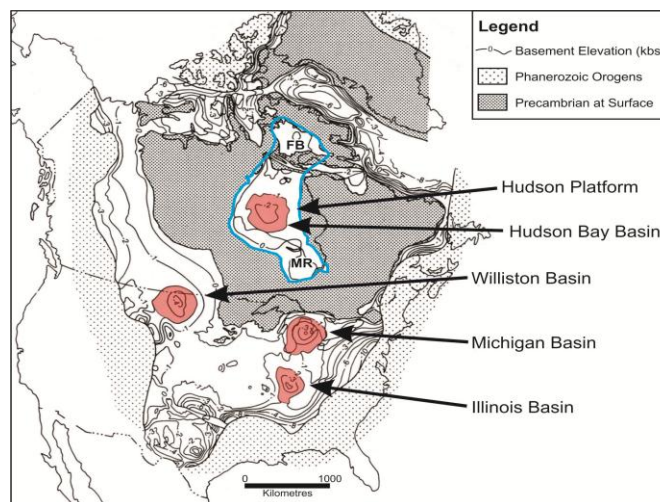 Legend
Basement Elevation (kbs
Phanerozoic Orogens
Precambrian at Surface
FB
Hudson Platform
Hudson Bay Basin
MR
Williston Basin
Michigan Basin
Illinois Basin
0 1000
Kilometres